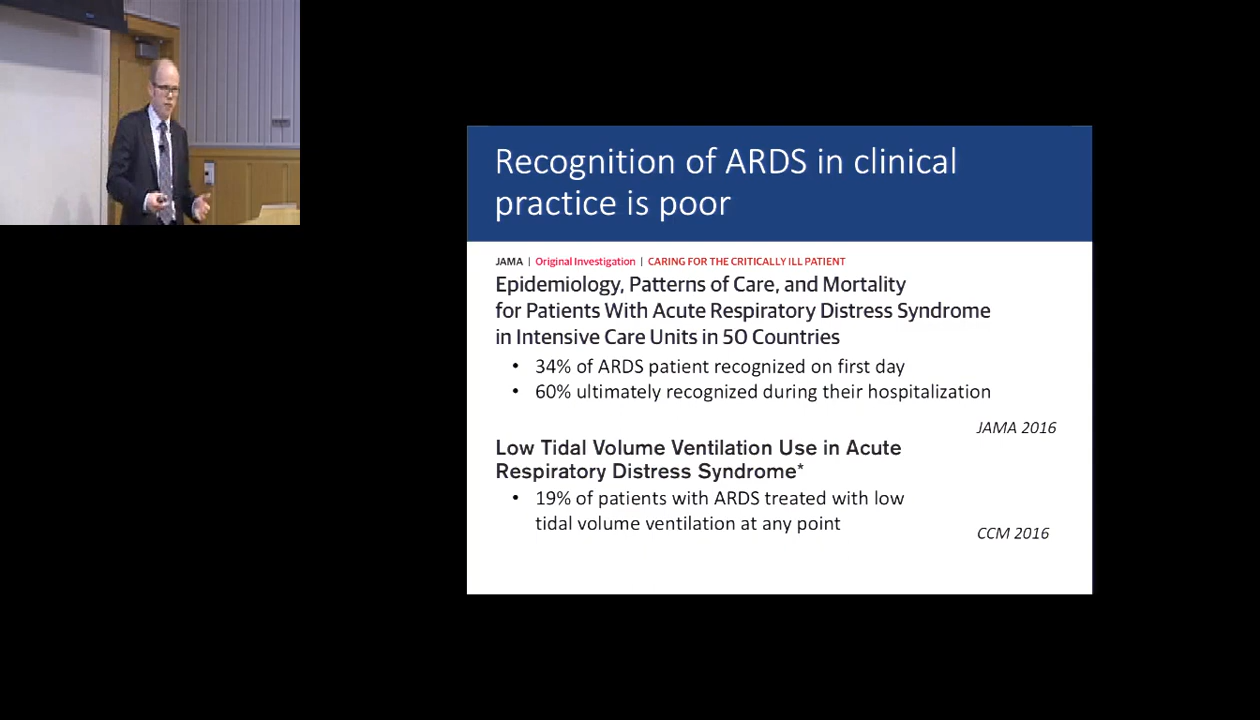 Recognition of ARDS in clinical
practice is poor
JAMA | Original Investigation | CARING FOR THE CRITICALLY ILL PATIENT
Epidemiology, Patterns of Care, and Mortality
for Patients With Acute Respiratory Distress Syndrome
in Intensive Care Units in 50 Countries
• 34% of ARDS patient recognized on first day
• 60% ultimately recognized during their hospitalization
JAMA 2016
Low Tidal Volume Ventilation Use in Acute
Respiratory Distress Syndrome*
• 19% of patients with ARDS treated with low
tidal volume ventilation at any point
CCM 2016